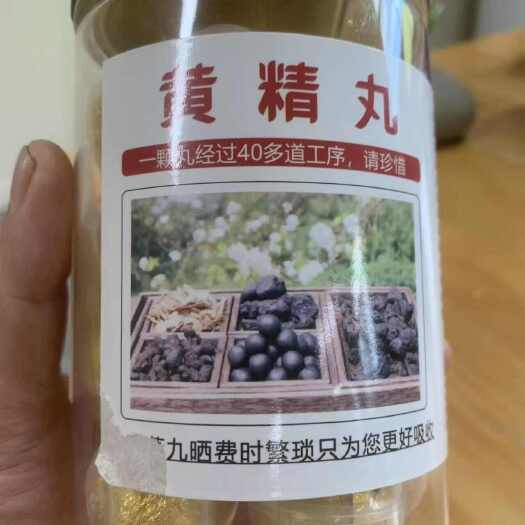 黄精丸
一颗丸经过40多道工序，请珍惜
九晒费时繁琐只为您更好吸收